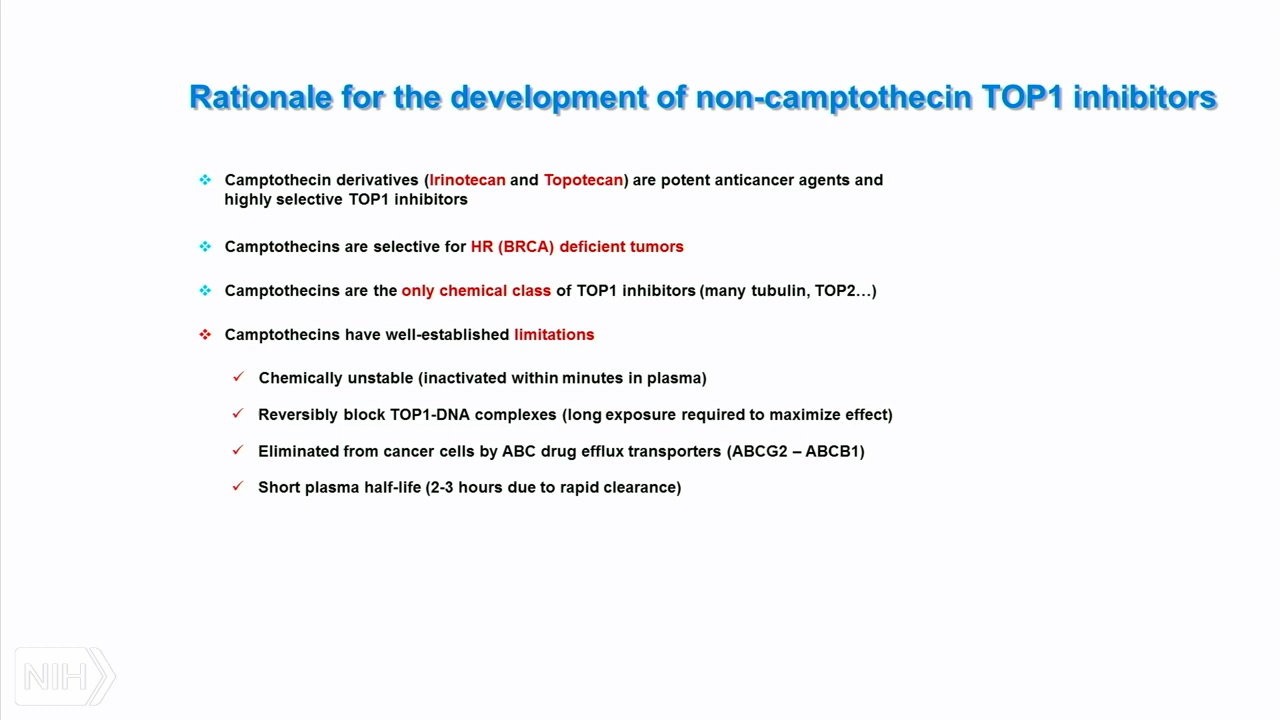 Rationale for the development of non-camptothecin TOP1 inhibitors
Camptothecin derivatives (Irinotecan and Topotecan) are potent anticancer agents and
highly selective TOP1 inhibitors
Camptothecins are selective for HR (BRCA) deficient tumors
Camptothecins are the only chemical class of TOP1 inhibitors (many tubulin, TOP2…)
Camptothecins have well-established limitations
Chemically unstable (inactivated within minutes in plasma)
Reversibly block TOP1-DNA complexes (long exposure required to maximize effect)
Eliminated from cancer cells by ABC drug efflux transporters (ABCG2 – ABCB1)
Short plasma half-life (2-3 hours due to rapid clearance)
NIH